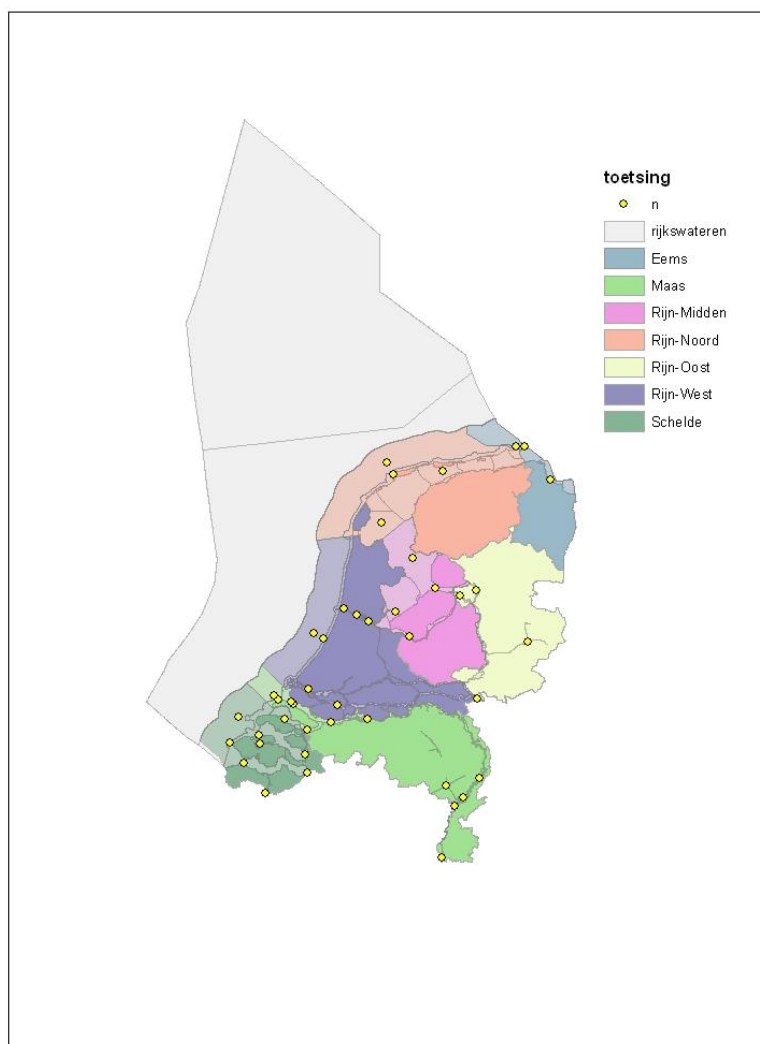 toetsing
n
rijkswateren
Eems
Maas
Rijn-Midden
Rijn-Noord
Rijn-Oost
Rijn-West
Schelde